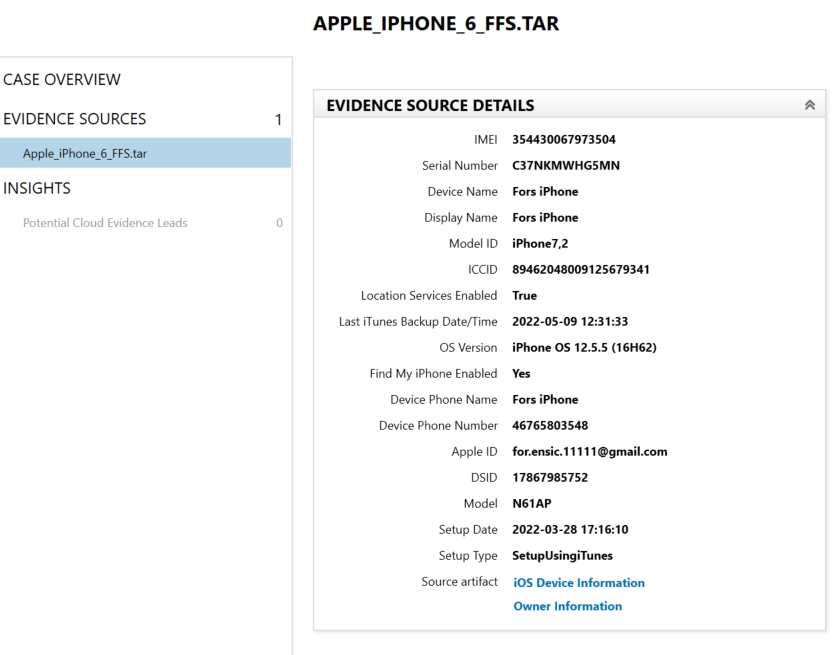 APPLE_IPHONE_6_FFS.TAR
CASE OVERVIEW
EVIDENCE SOURCES 1
Apple_iPhone_6_FFS.tar
INSIGHTS
Potential Cloud Evidence Leads 0
EVIDENCE SOURCE DETAILS
IMEI 354430067973504
Serial Number C37NKMWHG5MN
Device Name Fors iPhone
Display Name Fors iPhone
Model ID iPhone7,2
ICCID 89462048009125679341
Location Services Enabled True
Last iTunes Backup Date/Time 2022-05-09 12:31:33
OS Version iPhone OS 12.5.5 (16H62)
Find My iPhone Enabled Yes
Device Phone Name Fors iPhone
Device Phone Number 46765803548
Apple ID for.ensic.11111@gmail.com
DSID 17867985752
Model N61AP
Setup Date 2022-03-28 17:16:10
Setup Type SetupUsingiTunes
Source artifact iOS Device Information
Owner Information